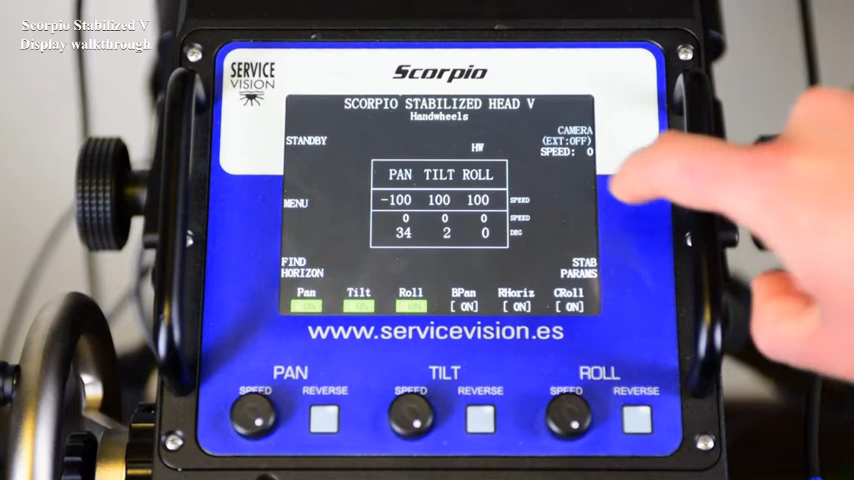 Scorpio Stabilized V
Display walkthrough
SERVICE
VISION
Scorpio
SCORPIO STABILIZED HEAD V
Handwheels
STANDBY
CAMERA
(EXT:OFF)
SPEED: 0
HW
PAN TILT ROLL
-100 100 100 SPEED
0 0 0 SPEED
34 2 0 DEG
MENU
FIND
HORIZON
STAB
PARAMS
Pan Tilt Roll BPan RHoriz CRoll
[ ON] [ ON] [ ON] [ ON] [ ON] [ ON]
www.servicevision.es
PAN TILT ROLL
SPEED REVERSE SPEED REVERSE SPEED REVERSE